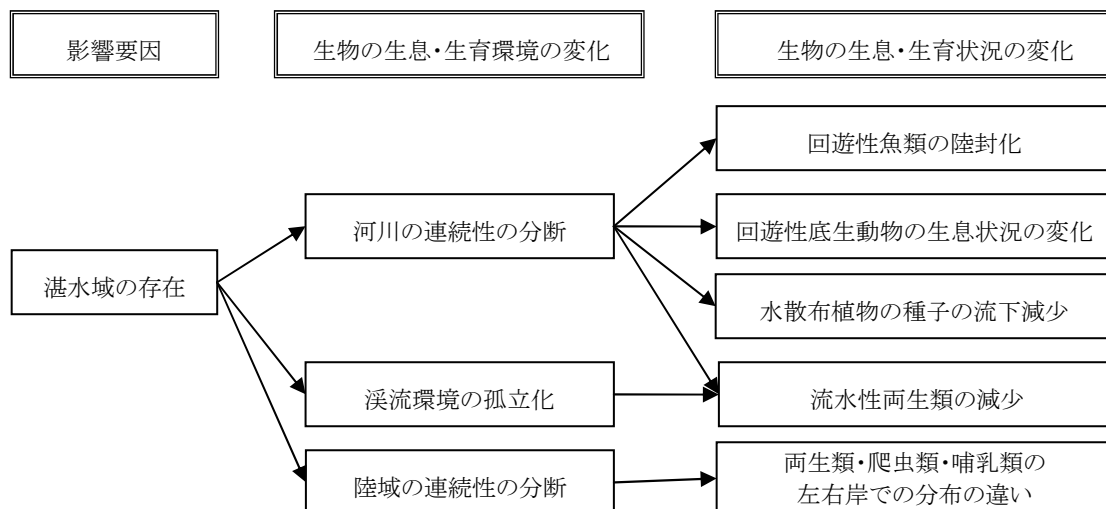 影響要因
生物の生息・生育環境の変化
生物の生息・生育状況の変化
回遊性魚類の陸封化
河川の連続性の分断
回遊性底生動物の生息状況の変化
湛水域の存在
水散布植物の種子の流下減少
渓流環境の孤立化
流水性両生類の減少
陸域の連続性の分断
両生類・爬虫類・哺乳類の
左右岸での分布の違い